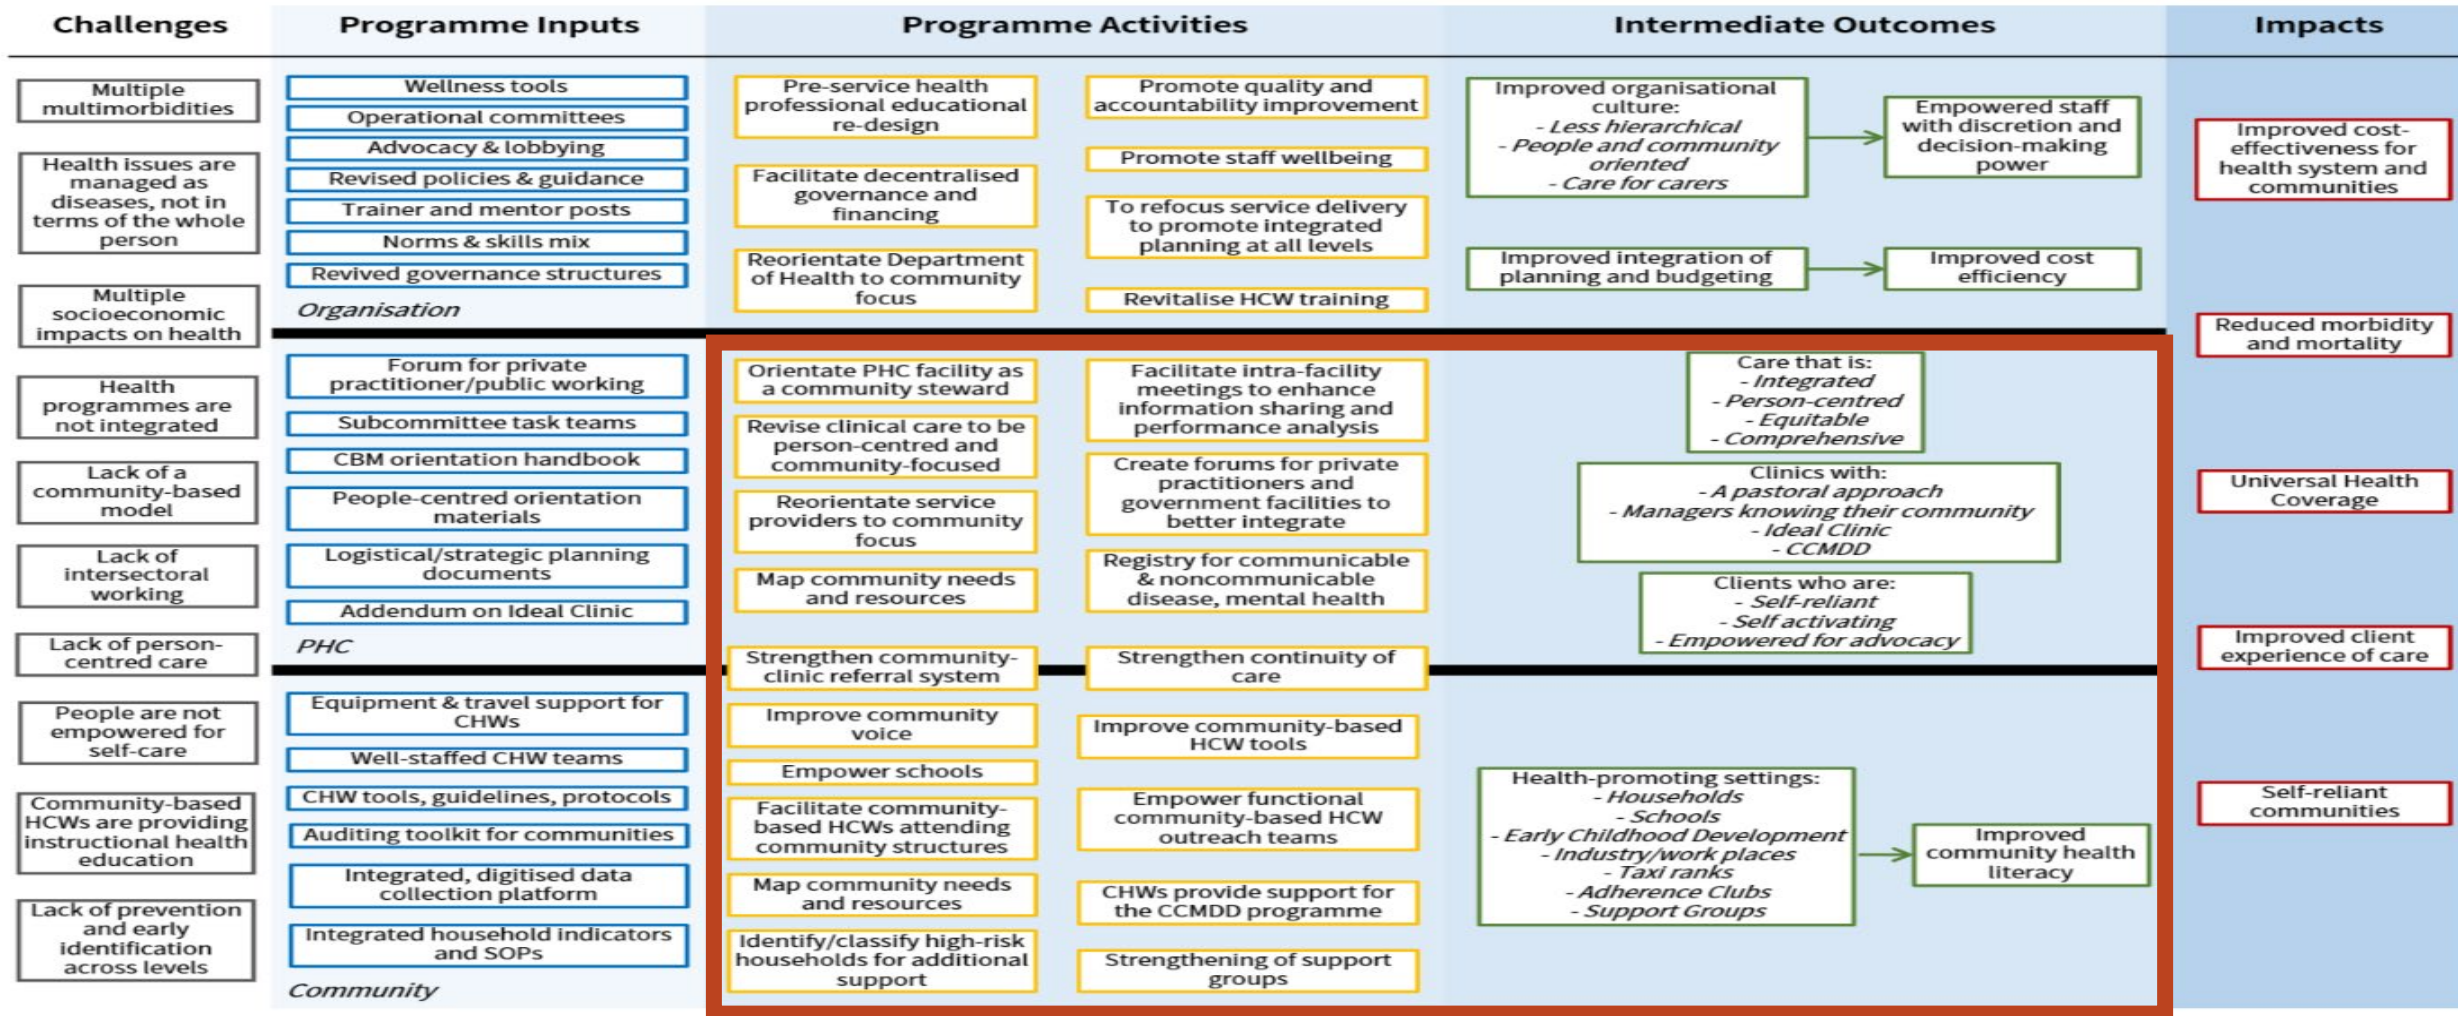 Challenges
Programme Inputs
Programme Activities
Intermediate Outcomes
Impacts
Multiple
multimorbidities
Health issues are
managed as
diseases, not in
terms of the whole
person
Multiple
socioeconomic
impacts on health
Health
programmes are
not integrated
Lack of a
community-based
model
Lack of
intersectoral
working
Lack of person-
centred care
People are not
empowered for
self-care
Community-based
HCWs are providing
instructional health
education
Lack of prevention
and early
identification
across levels
Wellness tools
Operational committees
Advocacy & lobbying
Revised policies & guidance
Trainer and mentor posts
Norms & skills mix
Revived governance structures
Organisation
Forum for private
practitioner/public working
Subcommittee task teams
CBM orientation handbook
People-centred orientation
materials
Logistical/strategic planning
documents
Addendum on Ideal Clinic
PHC
Equipment & travel support for
CHWs
Well-staffed CHW teams
CHW tools, guidelines, protocols
Auditing toolkit for communities
Integrated, digitised data
collection platform
Integrated household indicators
and SOPs
Community
Pre-service health
professional educational
re-design
Facilitate decentralised
governance and
financing
Reorientate Department
of Health to community
focus
Promote quality and
accountability improvement
Promote staff wellbeing
To refocus service delivery
to promote integrated
planning at all levels
Revitalise HCW training
Orientate PHC facility as
a community steward
Revise clinical care to be
person-centred and
community-focused
Reorientate service
providers to community
focus
Map community needs
and resources
Facilitate intra-facility
meetings to enhance
information sharing and
performance analysis
Create forums for private
practitioners and
government facilities to
better integrate
Registry for communicable
& noncommunicable
disease, mental health
Strengthen community-
clinic referral system
Strengthen continuity of
care
Improve community
voice
Empower schools
Facilitate community-
based HCWs attending
community structures
Map community needs
and resources
Identify/classify high-risk
households for additional
support
Improve community-based
HCW tools
Empower functional
community-based HCW
outreach teams
CHWs provide support for
the CCMDD programme
Strengthening of support
groups
Improved organisational
culture:
- Less hierarchical
- People and community
oriented
- Care for carers
Empowered staff
with discretion and
decision-making
power
Improved integration of
planning and budgeting
Improved cost
efficiency
Care that is:
- Integrated
- Person-centred
- Equitable
- Comprehensive
Clinics with:
- A pastoral approach
- Managers knowing their community
- Ideal Clinic
- CCMDD
Clients who are:
- Self-reliant
- Self activating
- Empowered for advocacy
Health-promoting settings:
- Households
- Schools
- Early Childhood Development
- Industry/work places
- Taxi ranks
- Adherence Clubs
- Support Groups
Improved
community health
literacy
Improved cost-
effectiveness for
health system and
communities
Reduced morbidity
and mortality
Universal Health
Coverage
Improved client
experience of care
Self-reliant
communities